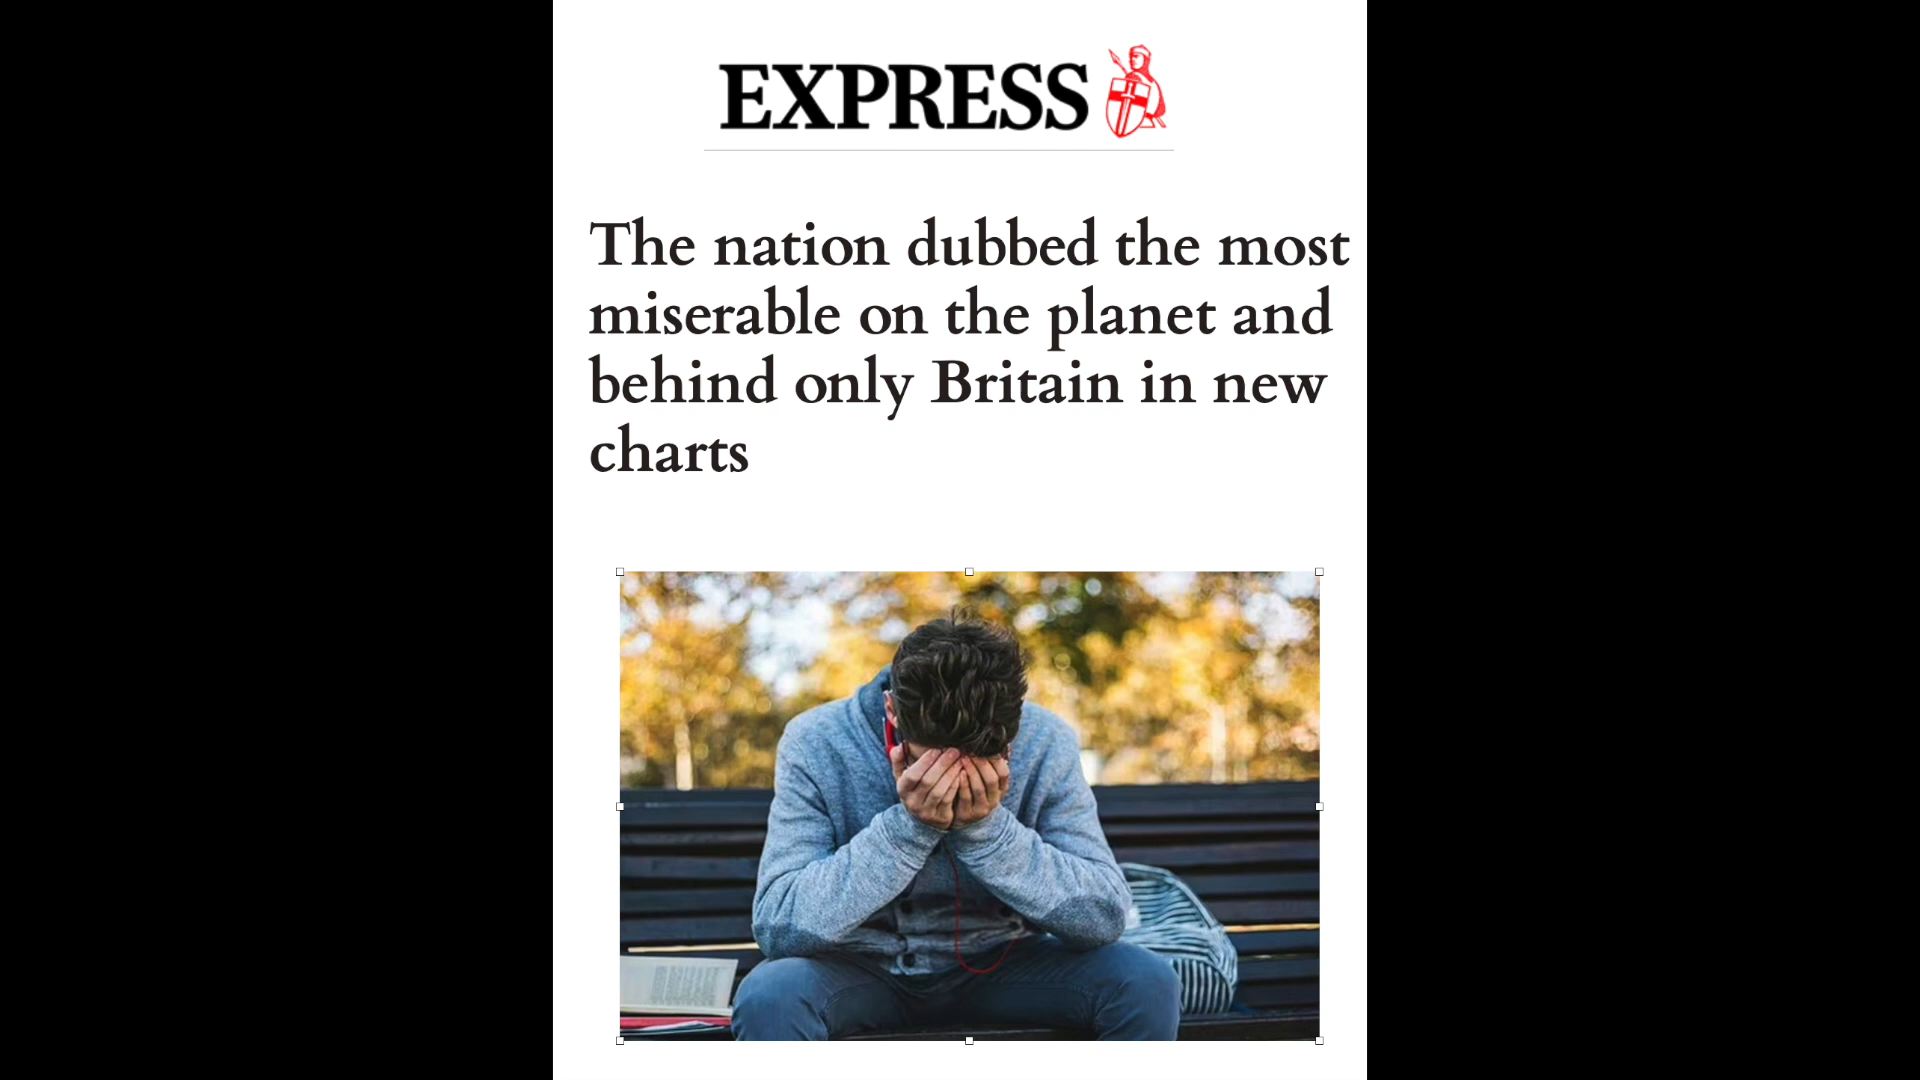 EXPRESS
The nation dubbed the most
miserable on the planet and
behind only Britain in new
charts